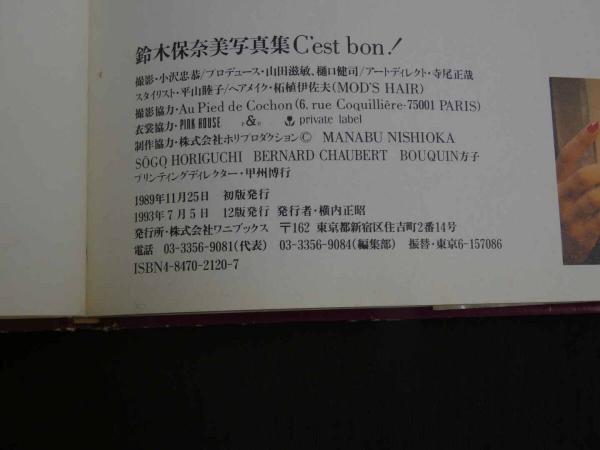 鈴木保奈美写真集C'est bon!
撮影・小沢忠恭/プロデュース・山田滋敏、樋口健司/アートディレクト・寺尾正哉
スタイリスト・平山睦子/ヘアメイク・柘植伊佐夫(MOD'S HAIR)
撮影協力・Au Pied de Cochon(6, rue Coquillière・75001 PARIS)
衣裳協力・PINK HOUSE & private label
制作協力・株式会社ホリプロダクション© MANABU NISHIOKA
SŌGO HORIGUCHI BERNARD CHAUBERT BOUQUIN方子
プリンティングディレクター・甲州博行
1989年11月25日 初版発行
1993年7月5日 12版発行 発行者・横内正昭
発行所・株式会社ワニブックス 〒162 東京都新宿区住吉町2番14号
電話 03-3356-9081(代表) 03-3356-9084(編集部) 振替・東京6-157086
ISBN4-8470-2120-7